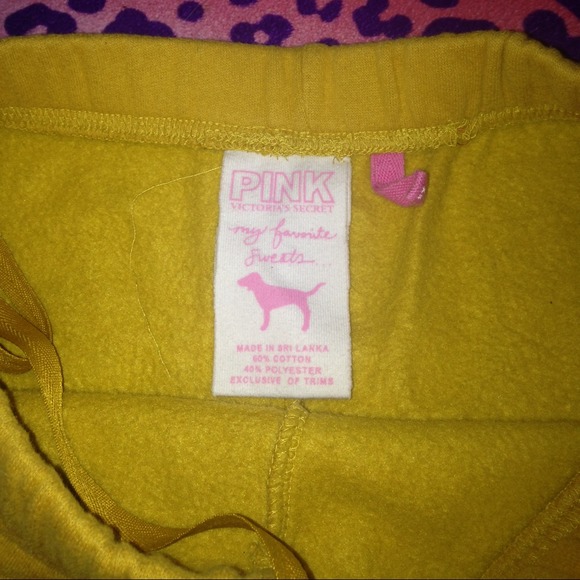 PINK
VICTORIA'S SECRET
my favorite
sweats...
MADE IN SRI LANKA
60% COTTON
40% POLYESTER
EXCLUSIVE OF TRIMS